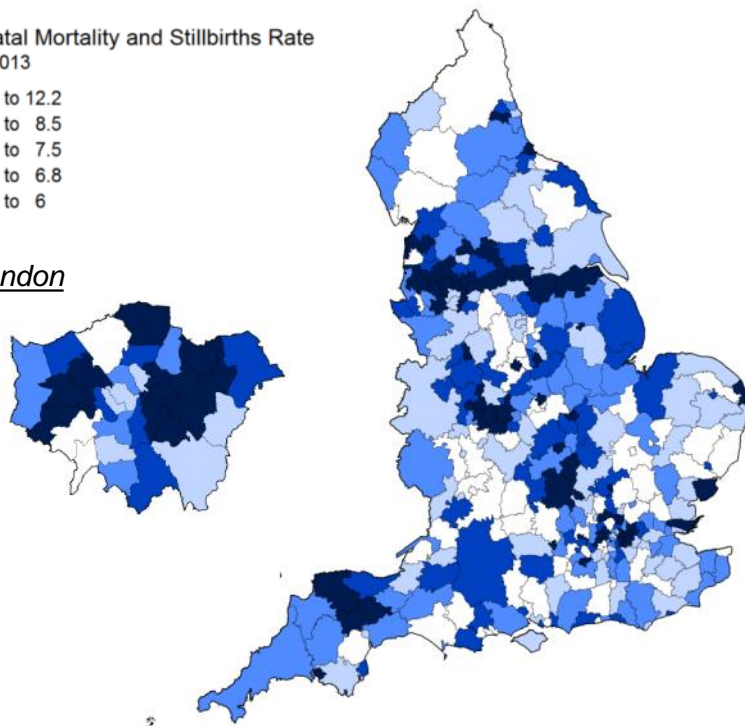 atal Mortality and Stillbirths Rate
013
to 12.2
to 8.5
to 7.5
to 6.8
to 6
ndon